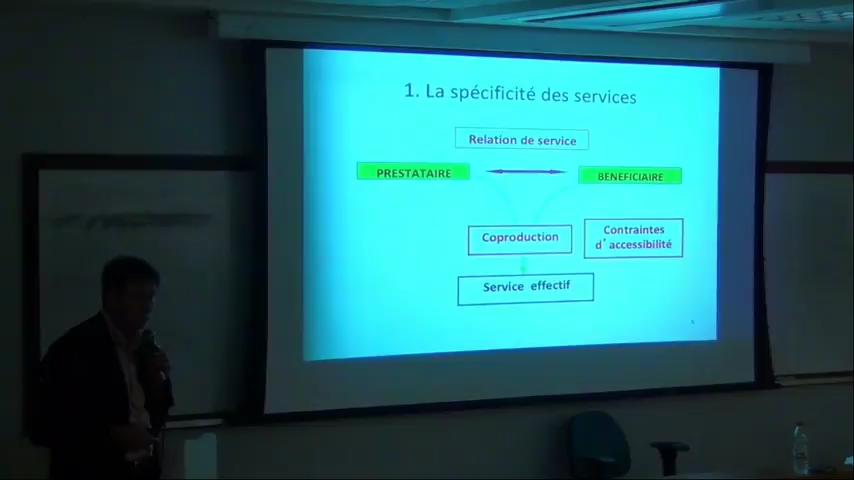 1. La spécificité des services
Relation de service
PRESTATAIRE
BENEFICIAIRE
Coproduction
Contraintes
d'accessibilité
Service effectif